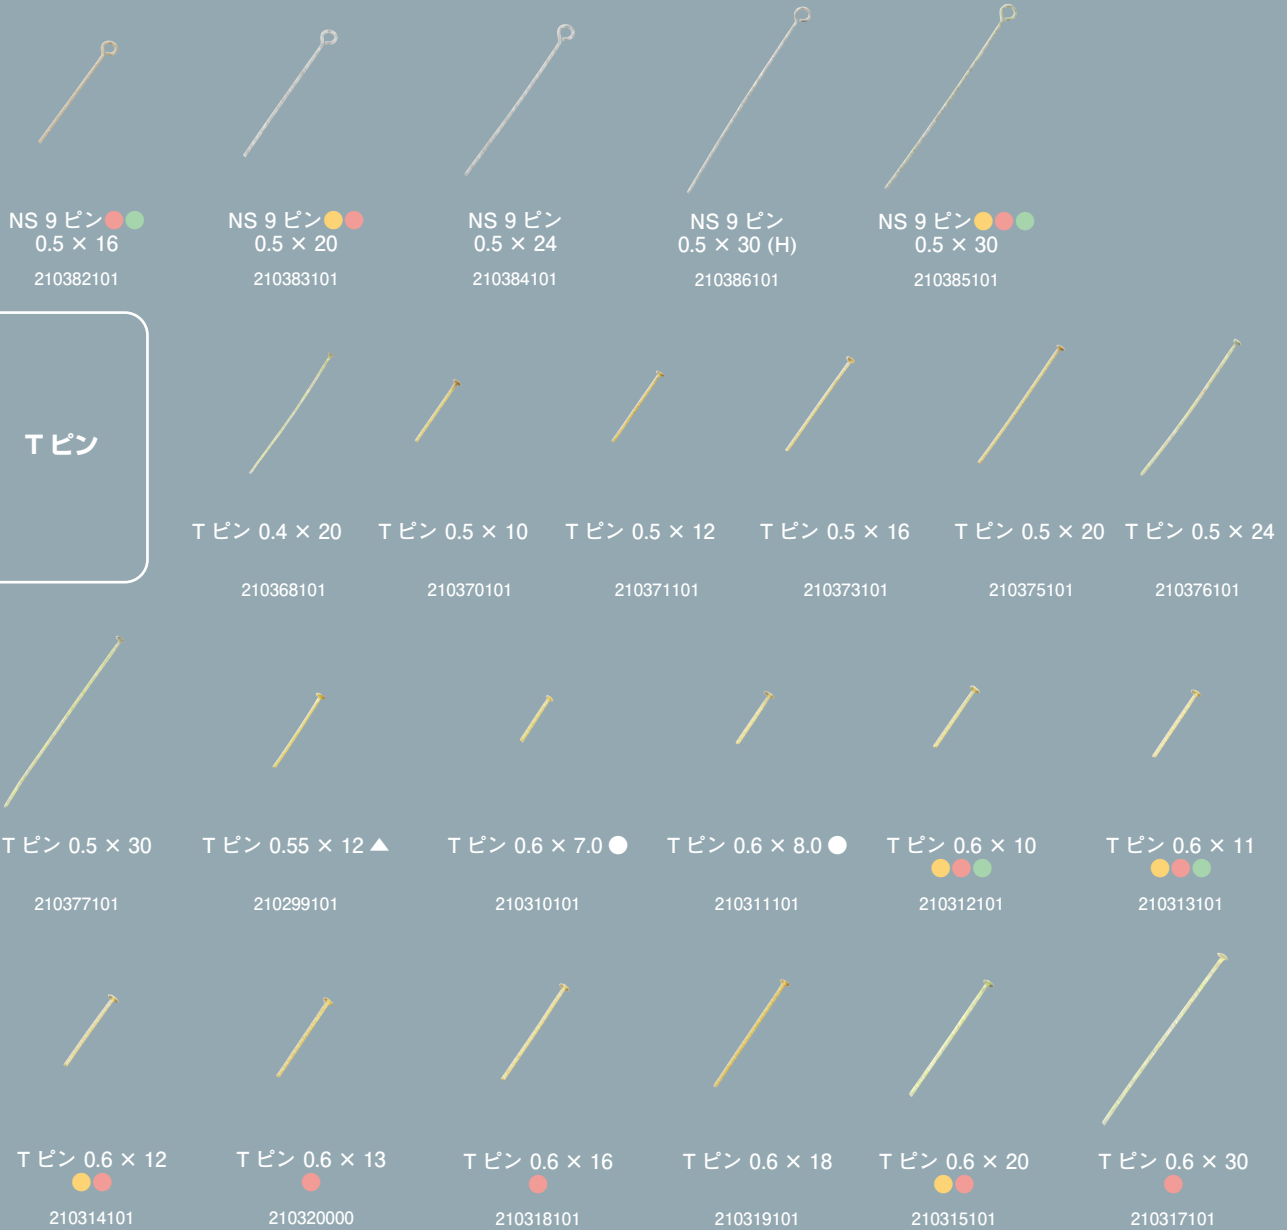 NS 9 ピン
0.5 × 16
210382101
NS 9 ピン
0.5 × 20
210383101
NS 9 ピン
0.5 × 24
210384101
NS 9 ピン
0.5 × 30 (H)
210386101
NS 9 ピン
0.5 × 30
210385101
T ピン
T ピン 0.4 × 20
210368101
T ピン 0.5 × 10
210370101
T ピン 0.5 × 12
210371101
T ピン 0.5 × 16
210373101
T ピン 0.5 × 20
210375101
T ピン 0.5 × 24
210376101
T ピン 0.5 × 30
210377101
T ピン 0.55 × 12 ▲
210299101
T ピン 0.6 × 7.0 ●
210310101
T ピン 0.6 × 8.0 ●
210311101
T ピン 0.6 × 10
210312101
T ピン 0.6 × 11
210313101
T ピン 0.6 × 12
210314101
T ピン 0.6 × 13
210320000
T ピン 0.6 × 16
210318101
T ピン 0.6 × 18
210319101
T ピン 0.6 × 20
210315101
T ピン 0.6 × 30
210317101